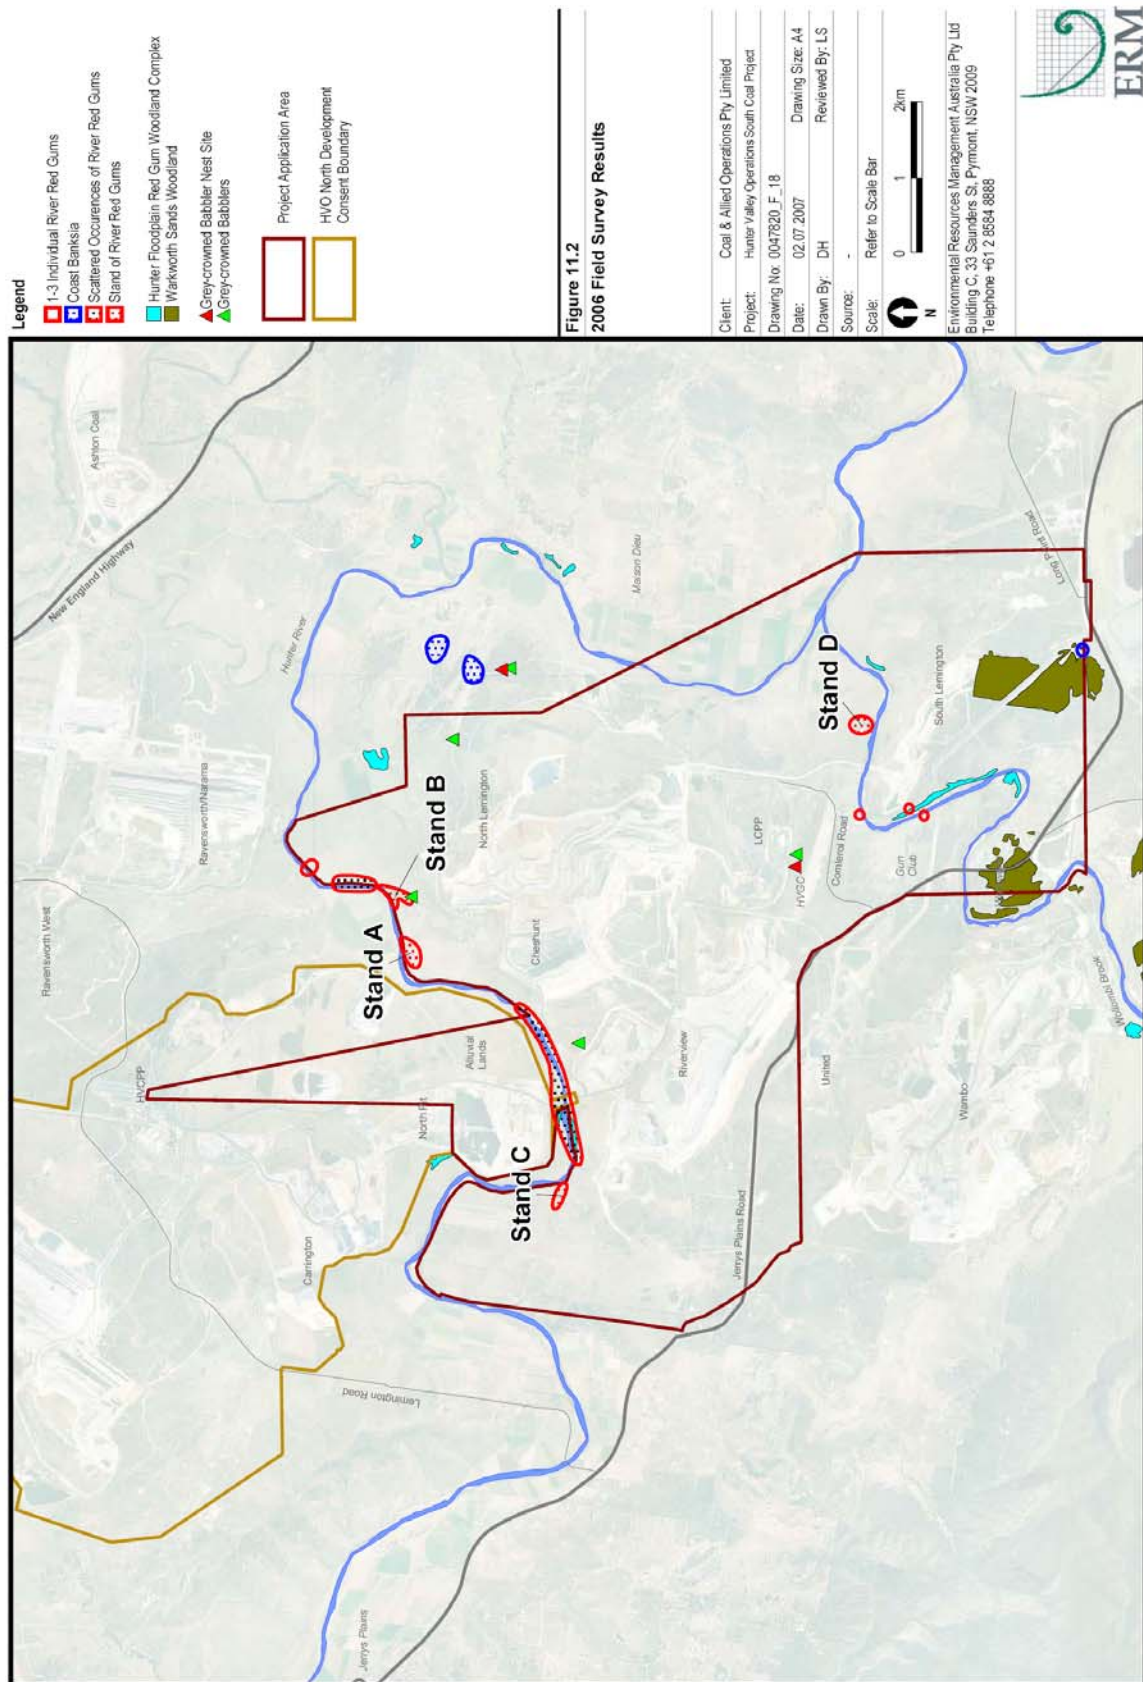 Legend
1-3 Individual River Red Gums
Coast Banksia
Scattered Occurences of River Red Gums
Stand of River Red Gums
Hunter Floodplain Red Gum Woodland Complex
Warkworth Sands Woodland
Grey-crowned Babbler Nest Site
Grey-crowned Babblers
Project Application Area
HVO North Development
Consent Boundary
Figure 11.2
2006 Field Survey Results
Client: Coal & Allied Operations Pty Limited
Project: Hunter Valley Operations South Coal Project
Drawing No: 0047820_F_18
Date: 02.07.2007 Drawing Size: A4
Drawn By: DH Reviewed By: LS
Source: -
Scale: Refer to Scale Bar
0 1 2km
N
Environmental Resources Management Australia Pty Ltd
Building C, 33 Saunders St, Pyrmont, NSW 2009
Telephone +61 2 8584 8888
ERM
Ashton Coal
New England Highway
Hunter River
Ravensworth/Narama
Ravensworth West
HVCPP
Maison Dieu
Stand B
North Lemington
Stand A
Cheshunt
Alluvial
Lands
North Pit
Carrington
Stand C
Riverview
Lemington Road
Jerrys Plains
Jerrys Plains Road
Long Point Road
Stand D
South Lemington
LCPP
HVGC
Comleroi Road
Gun
Club
United
Wambo
Wollombi Brook